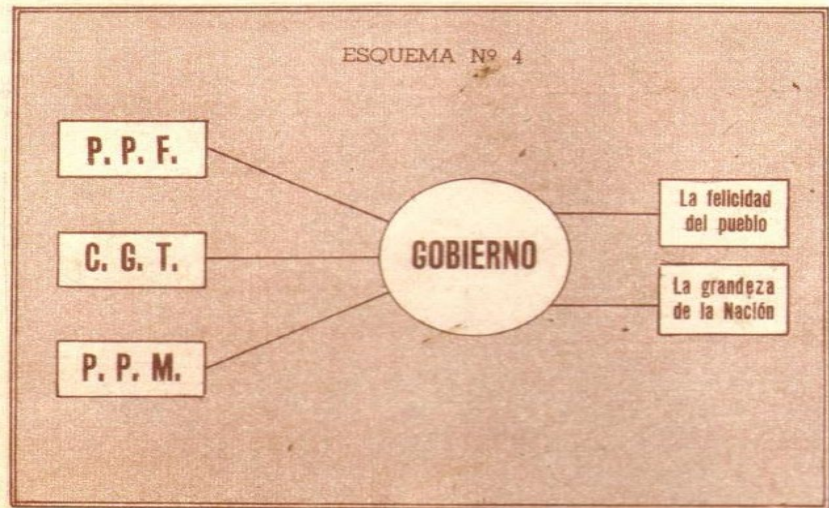 ESQUEMA Nº 4
P. P. F.
C. G. T.
P. P. M.
GOBIERNO
La felicidad
del pueblo
La grandeza
de la Nación